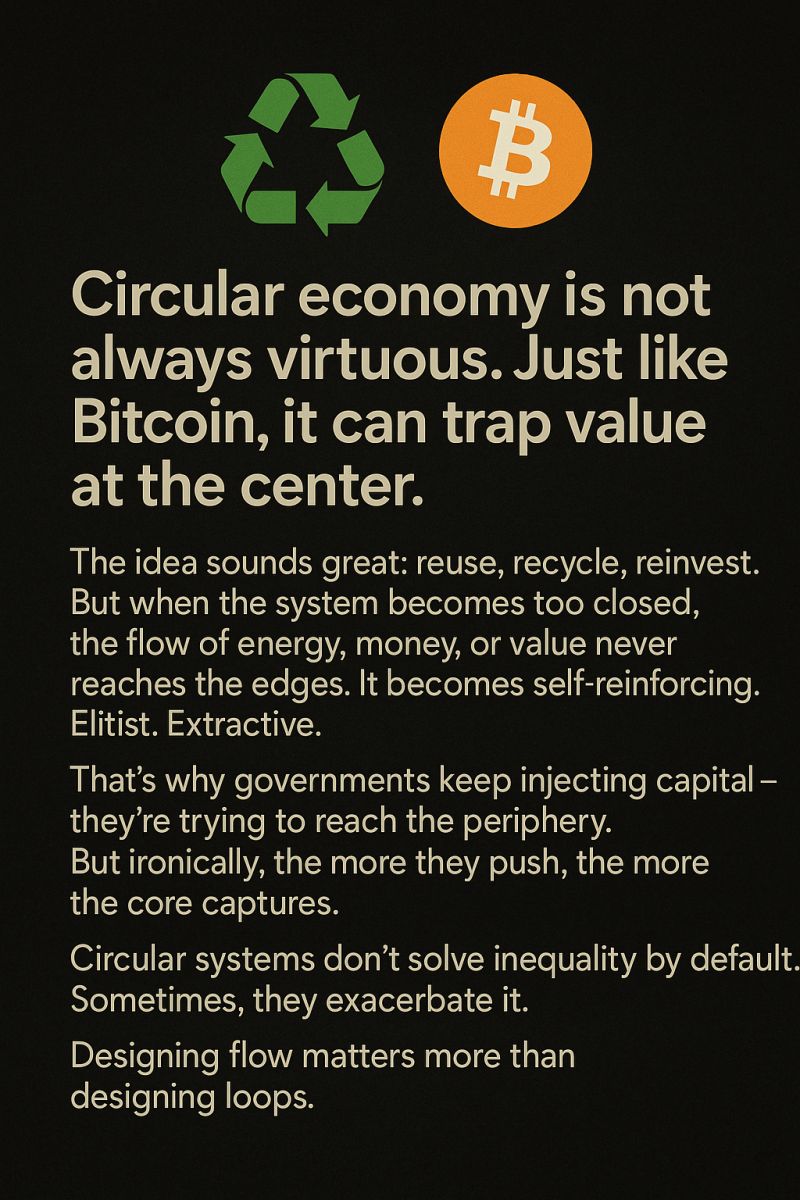 Circular economy is not
always virtuous. Just like
Bitcoin, it can trap value
at the center.
The idea sounds great: reuse, recycle, reinvest.
But when the system becomes too closed,
the flow of energy, money, or value never
reaches the edges. It becomes self-reinforcing.
Elitist. Extractive.
That's why governments keep injecting capital –
they're trying to reach the periphery.
But ironically, the more they push, the more
the core captures.
Circular systems don't solve inequality by default.
Sometimes, they exacerbate it.
Designing flow matters more than
designing loops.